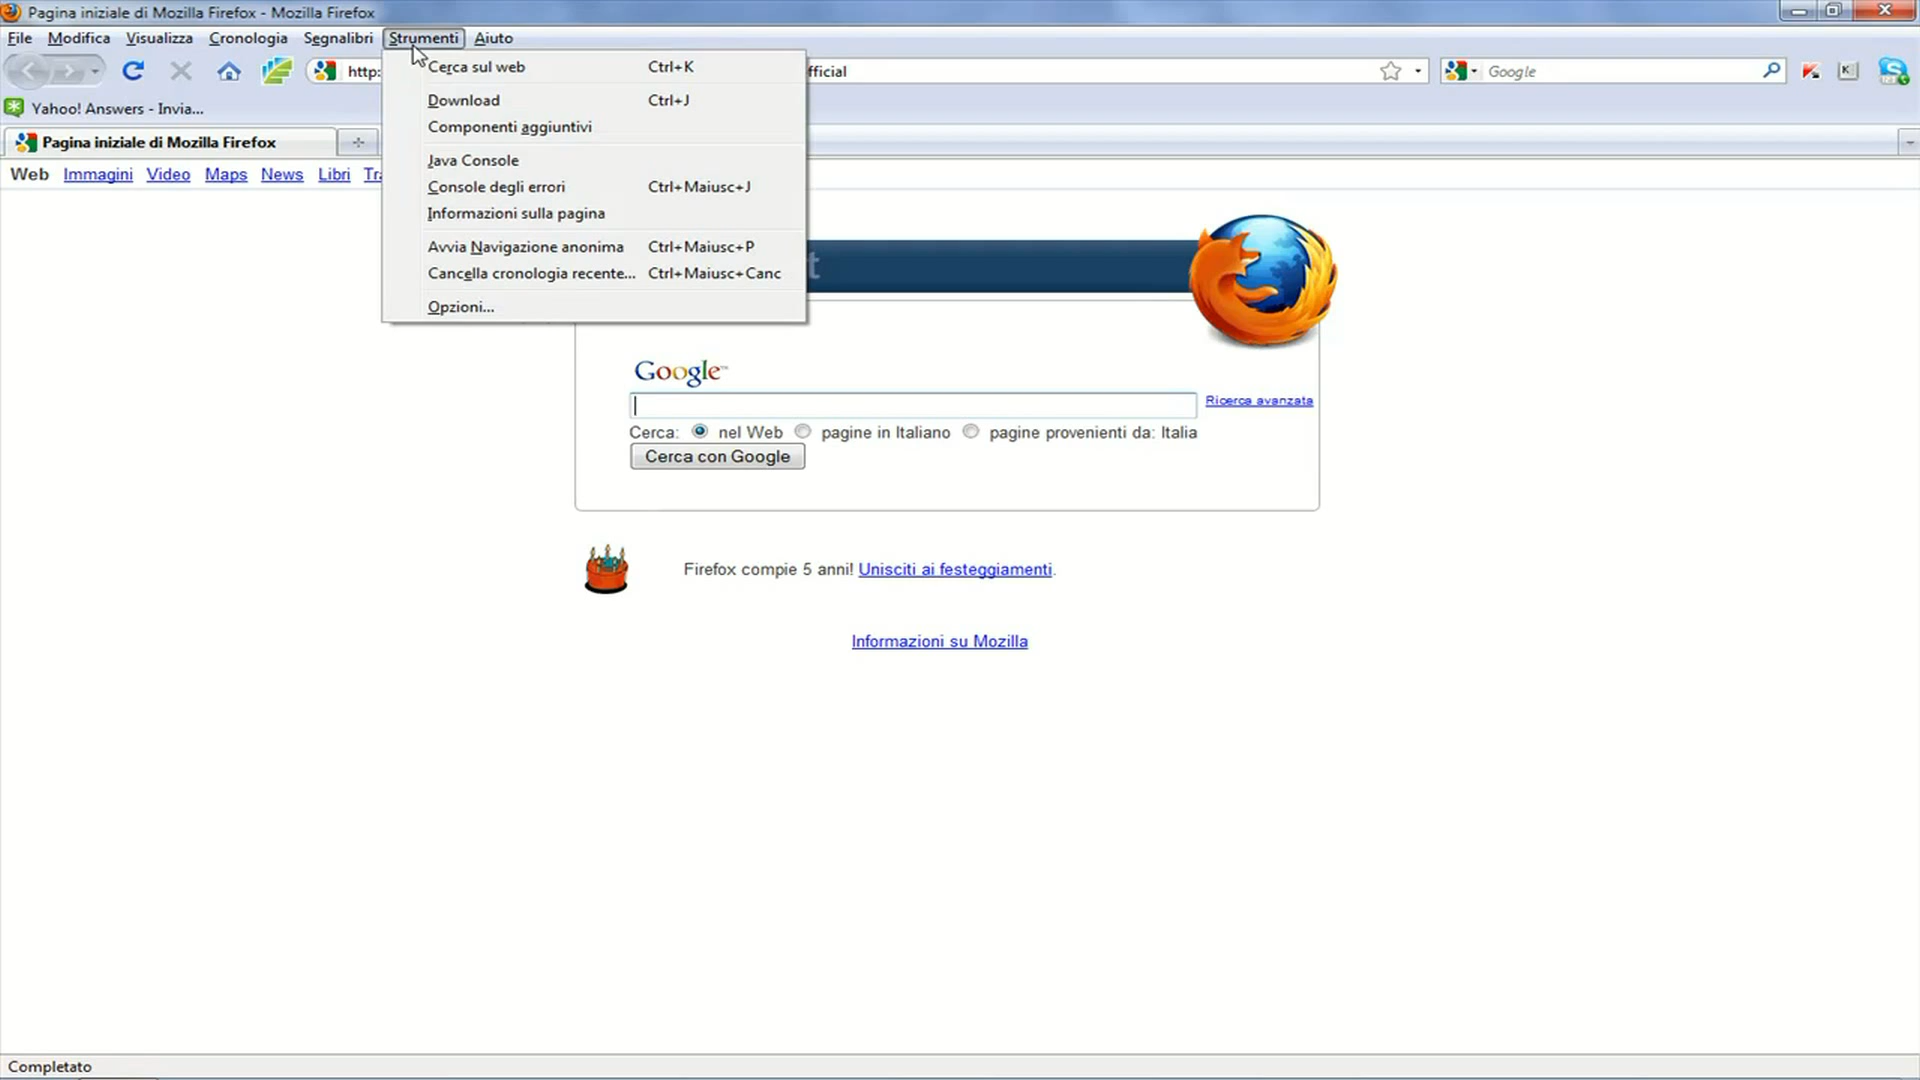 Pagina iniziale di Mozilla Firefox - Mozilla Firefox
File Modifica Visualizza Cronologia Segnalibri Strumenti Aiuto
http: fficial Google
Yahoo! Answers - Invia...
Pagina iniziale di Mozilla Firefox
Web Immagini Video Maps News Libri Tr
Cerca sul web Ctrl+K
Download Ctrl+J
Componenti aggiuntivi
Java Console
Console degli errori Ctrl+Maiusc+J
Informazioni sulla pagina
Avvia Navigazione anonima Ctrl+Maiusc+P
Cancella cronologia recente... Ctrl+Maiusc+Canc
Opzioni...
t
Google™
Ricerca avanzata
Cerca: nel Web pagine in Italiano pagine provenienti da: Italia
Cerca con Google
Firefox compie 5 anni! Unisciti ai festeggiamenti.
Informazioni su Mozilla
Completato